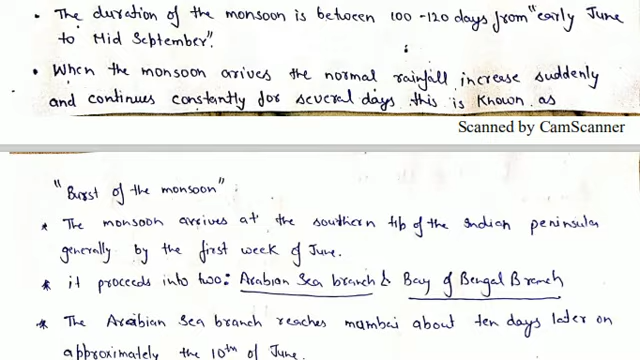 • The duration of the monsoon is between 100 -120 days from "early June
to Mid September".
• When the monsoon arives the normal rainfall increase suddenly
and continues constantly for several days this is known as
Scanned by CamScanner
"Burst of the monsoon"
* The monsoon arrives at the southern tip of the Indian peninsular
generally by the first week of June.
* it proceeds into two: Arabian Sea branch & Bay of Bengal Branch
* The Arabian Sea branch reaches mumbai about ten days later on
approximately the 10th of June.